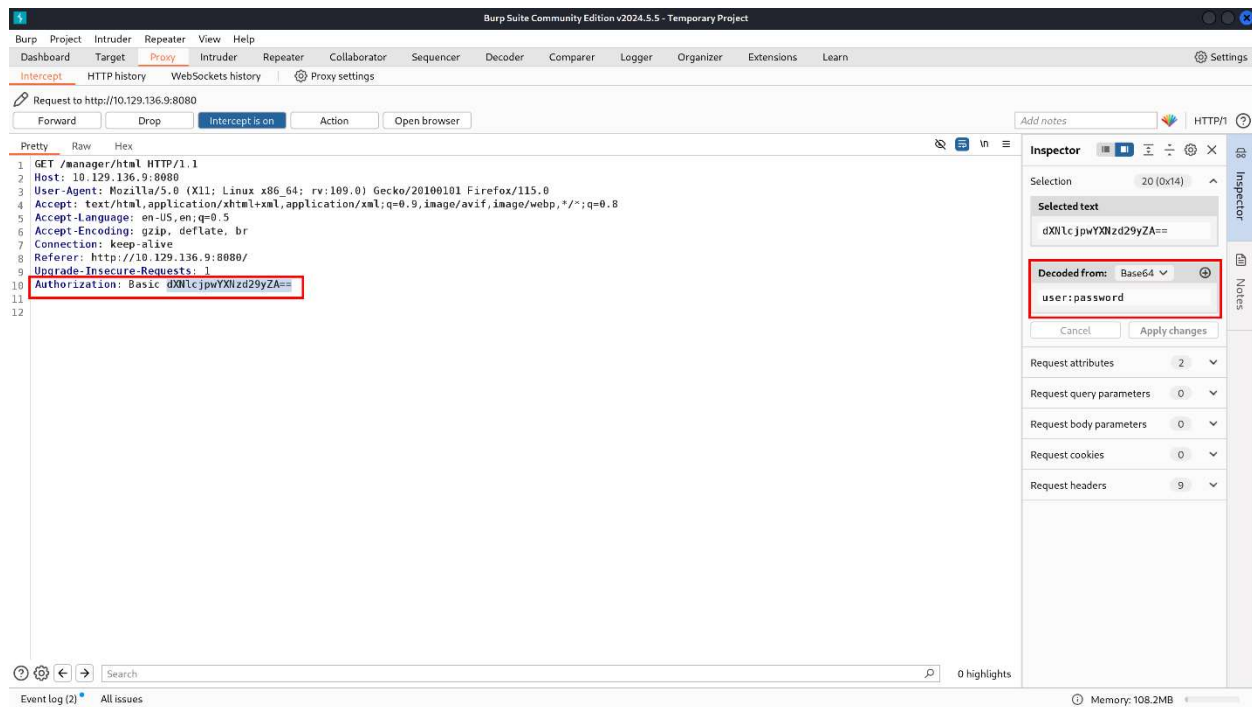 Burp Suite Community Edition v2024.5.5 - Temporary Project
Burp Project Intruder Repeater View Help
Dashboard Target Proxy Intruder Repeater Collaborator Sequencer Decoder Comparer Logger Organizer Extensions Learn Settings
Intercept HTTP history WebSockets history Proxy settings
Request to http://10.129.136.9:8080
Forward Drop Intercept is on Action Open browser Add notes HTTP/1
Pretty Raw Hex \n
1 GET /manager/html HTTP/1.1
2 Host: 10.129.136.9:8080
3 User-Agent: Mozilla/5.0 (X11; Linux x86_64; rv:109.0) Gecko/20100101 Firefox/115.0
4 Accept: text/html,application/xhtml+xml,application/xml;q=0.9,image/avif,image/webp,*/*;q=0.8
5 Accept-Language: en-US,en;q=0.5
6 Accept-Encoding: gzip, deflate, br
7 Connection: keep-alive
8 Referer: http://10.129.136.9:8080/
9 Upgrade-Insecure-Requests: 1
10 Authorization: Basic dXNlcjpwYXNzd29yZA==
11
12
Inspector
Selection 20 (0x14)
Selected text
dXNlcjpwYXNzd29yZA==
Decoded from: Base64
user:password
Cancel Apply changes
Request attributes 2
Request query parameters 0
Request body parameters 0
Request cookies 0
Request headers 9
Inspector
Notes
Search 0 highlights
Event log (2) All issues Memory: 108.2MB